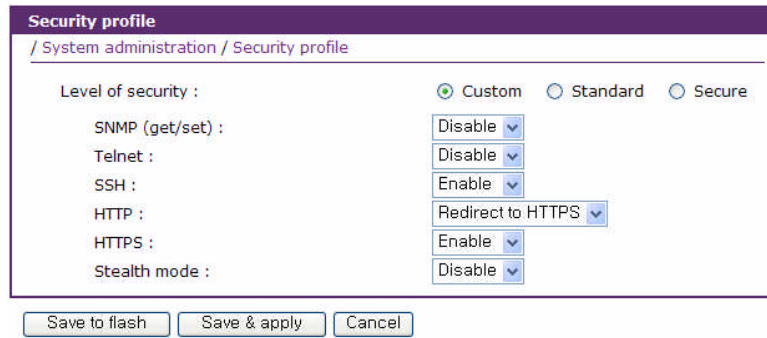 Security profile
/ System administration / Security profile
Level of security : Custom Standard Secure
SNMP (get/set) : Disable
Telnet : Disable
SSH : Enable
HTTP : Redirect to HTTPS
HTTPS : Enable
Stealth mode : Disable
Save to flash Save & apply Cancel